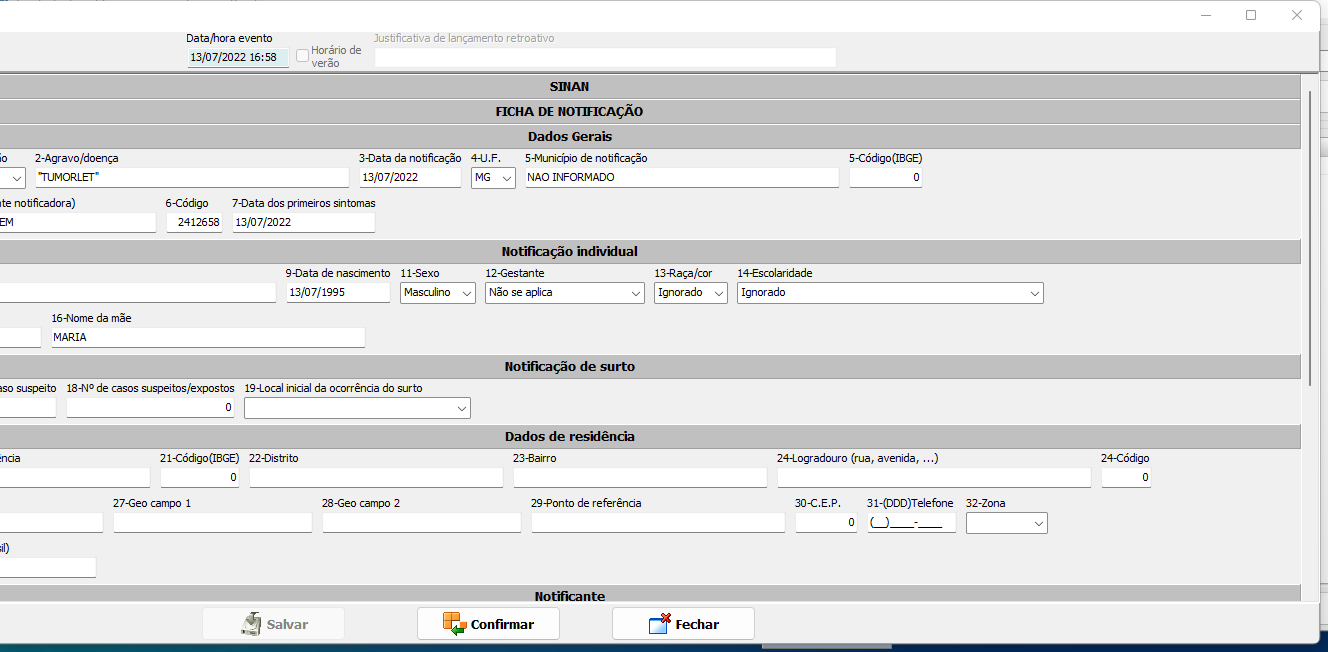 Data/hora evento Justificativa de lançamento retroativo
13/07/2022 16:58 Horário de verão
SINAN
FICHA DE NOTIFICAÇÃO
Dados Gerais
ão 2-Agravo/doença 3-Data da notificação 4-U.F. 5-Município de notificação 5-Código(IBGE)
"TUMORLET" 13/07/2022 MG NAO INFORMADO 0
te notificadora) 6-Código 7-Data dos primeiros sintomas
EM 2412658 13/07/2022
Notificação individual
9-Data de nascimento 11-Sexo 12-Gestante 13-Raça/cor 14-Escolaridade
13/07/1995 Masculino Não se aplica Ignorado Ignorado
16-Nome da mãe
MARIA
Notificação de surto
aso suspeito 18-Nº de casos suspeitos/expostos 19-Local inicial da ocorrência do surto
0
Dados de residência
ência 21-Código(IBGE) 22-Distrito 23-Bairro 24-Logradouro (rua, avenida, ...) 24-Código
0 0
27-Geo campo 1 28-Geo campo 2 29-Ponto de referência 30-C.E.P. 31-(DDD)Telefone 32-Zona
0 (__)____-____
il)
Notificante
Salvar Confirmar Fechar